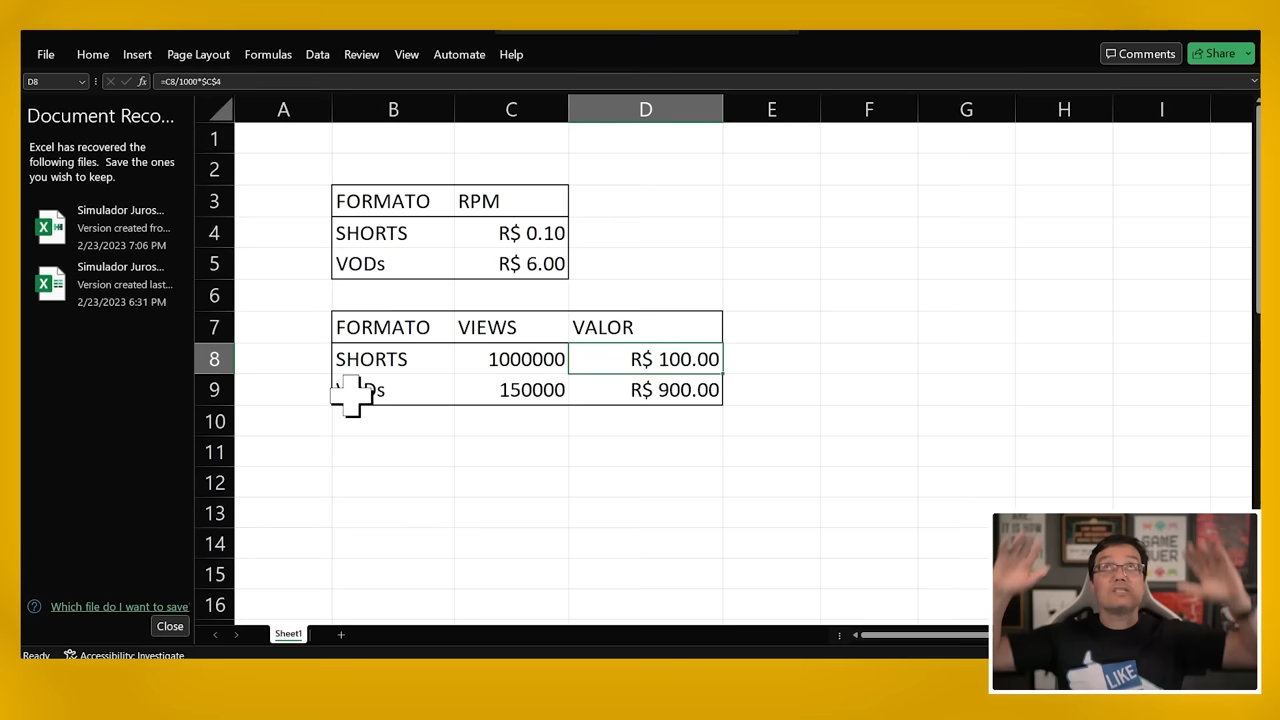 File Home Insert Page Layout Formulas Data Review View Automate Help Comments Share
D8 fx =C8/1000*$C$4
Document Reco...
Excel has recovered the
following files. Save the ones
you wish to keep.
Simulador Juros...
Version created fro...
2/23/2023 7:06 PM
Simulador Juros...
Version created last...
2/23/2023 6:31 PM
Which file do I want to save
Close
A B C D E F G H I
1
2
3 FORMATO RPM
4 SHORTS R$ 0.10
5 VODs R$ 6.00
6
7 FORMATO VIEWS VALOR
8 SHORTS 1000000 R$ 100.00
9 150000 R$ 900.00
10
11
12
13
14
15
16
Sheet1
Ready Accessibility: Investigate
GAME
LIKE